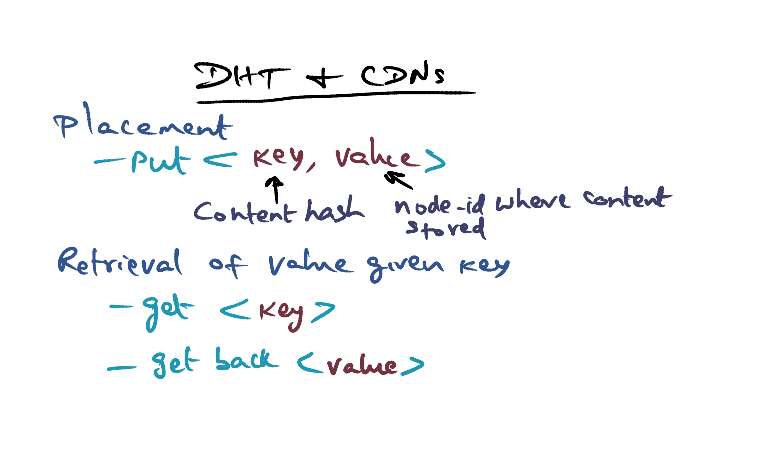 DHT + CDNs
Placement
- Put < key, value >
Content hash
node-id where content
stored
Retrieval of value given key
- get < key >
- get back < value >